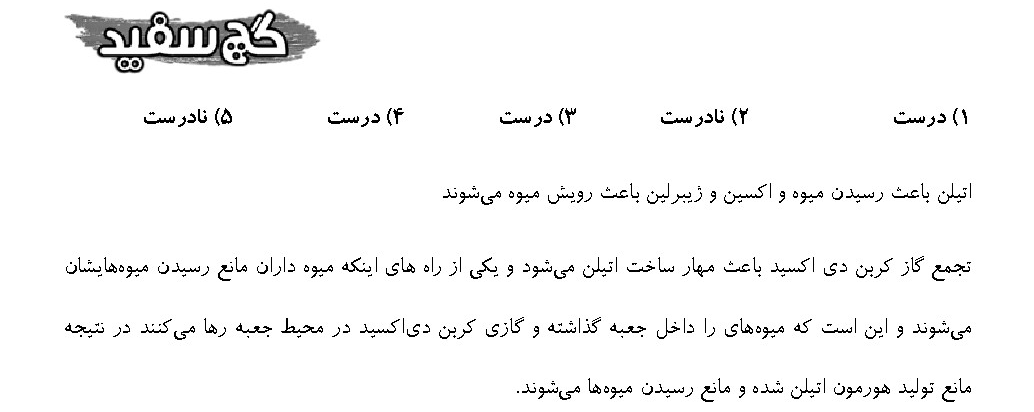 گچ سفید
۱) درست ۲) نادرست ۳) درست ۴) درست ۵) نادرست
اتیلن باعث رسیدن میوه و اکسین و ژیبرلین باعث رویش میوه می‌شوند
تجمع گاز کربن دی اکسید باعث مهار ساخت اتیلن می‌شود و یکی از راه های اینکه میوه داران مانع رسیدن میوه‌هایشان
می‌شوند و این است که میوه‌های را داخل جعبه گذاشته و گازی کربن دی‌اکسید در محیط جعبه رها می‌کنند در نتیجه
مانع تولید هورمون اتیلن شده و مانع رسیدن میوه‌ها می‌شوند.